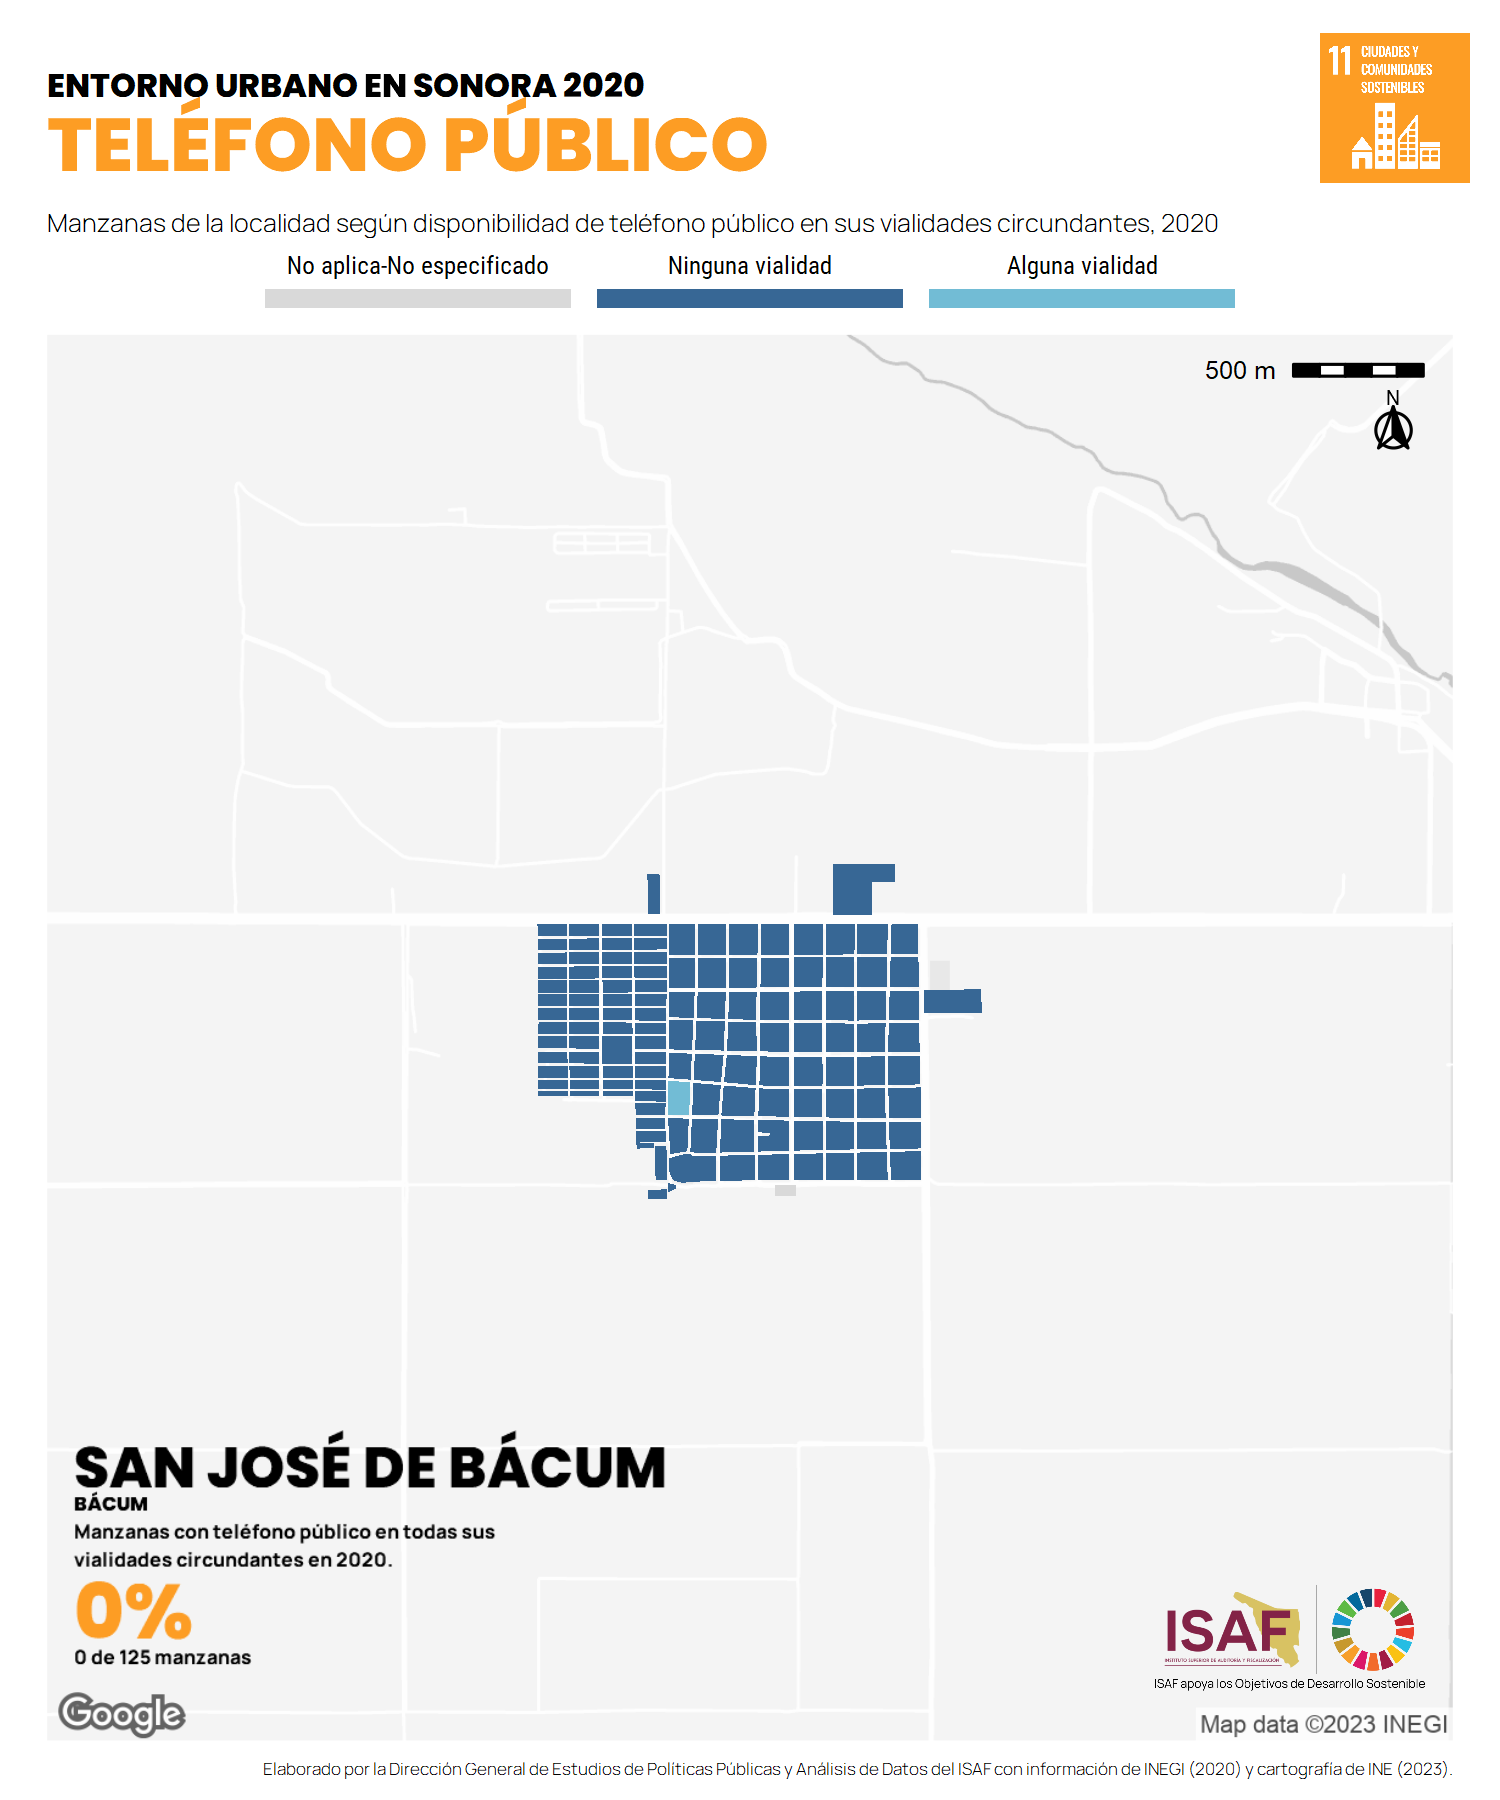 ENTORNO URBANO EN SONORA 2020
TELÉFONO PÚBLICO
11 CIUDADES Y
COMUNIDADES
SOSTENIBLES
Manzanas de la localidad según disponibilidad de teléfono público en sus vialidades circundantes, 2020
No aplica-No especificado
Ninguna vialidad
Alguna vialidad
500 m
N
SAN JOSÉ DE BÁCUM
BÁCUM
Manzanas con teléfono público en todas sus
vialidades circundantes en 2020.
0%
0 de 125 manzanas
ISAF
INSTITUTO SUPERIOR DE AUDITORÍA Y FISCALIZACIÓN
ISAF apoya los Objetivos de Desarrollo Sostenible
Google
Map data ©2023 INEGI
Elaborado por la Dirección General de Estudios de Políticas Públicas y Análisis de Datos del ISAF con información de INEGI (2020) y cartografía de INE (2023).